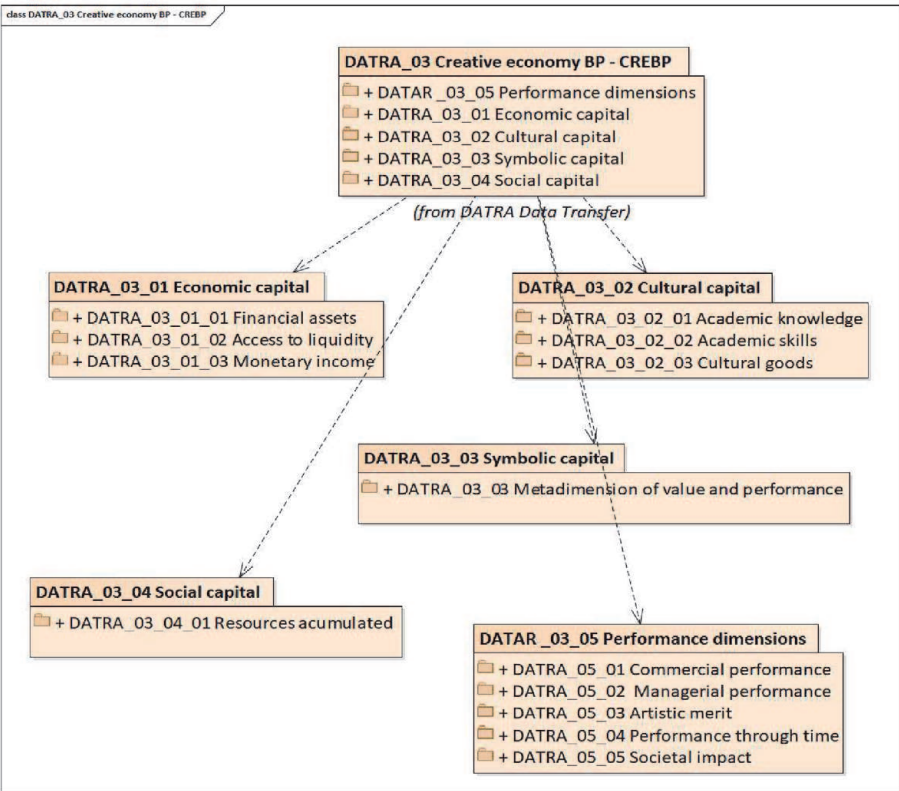 class DATRA_03 Creative economy BP - CREBP
DATRA_03 Creative economy BP - CREBP
+ DATAR _03_05 Performance dimensions
+ DATRA_03_01 Economic capital
+ DATRA_03_02 Cultural capital
+ DATRA_03_03 Symbolic capital
+ DATRA_03_04 Social capital
(from DATRA Data Transfer)
DATRA_03_01 Economic capital
+ DATRA_03_01_01 Financial assets
+ DATRA_03_01_02 Access to liquidity
+ DATRA_03_01_03 Monetary income
DATRA_03_02 Cultural capital
+ DATRA_03_02_01 Academic knowledge
+ DATRA_03_02_02 Academic skills
+ DATRA_03_02_03 Cultural goods
DATRA_03_03 Symbolic capital
+ DATRA_03_03 Metadimension of value and performance
DATRA_03_04 Social capital
+ DATRA_03_04_01 Resources acumulated
DATAR _03_05 Performance dimensions
+ DATRA_05_01 Commercial performance
+ DATRA_05_02 Managerial performance
+ DATRA_05_03 Artistic merit
+ DATRA_05_04 Performance through time
+ DATRA_05_05 Societal impact